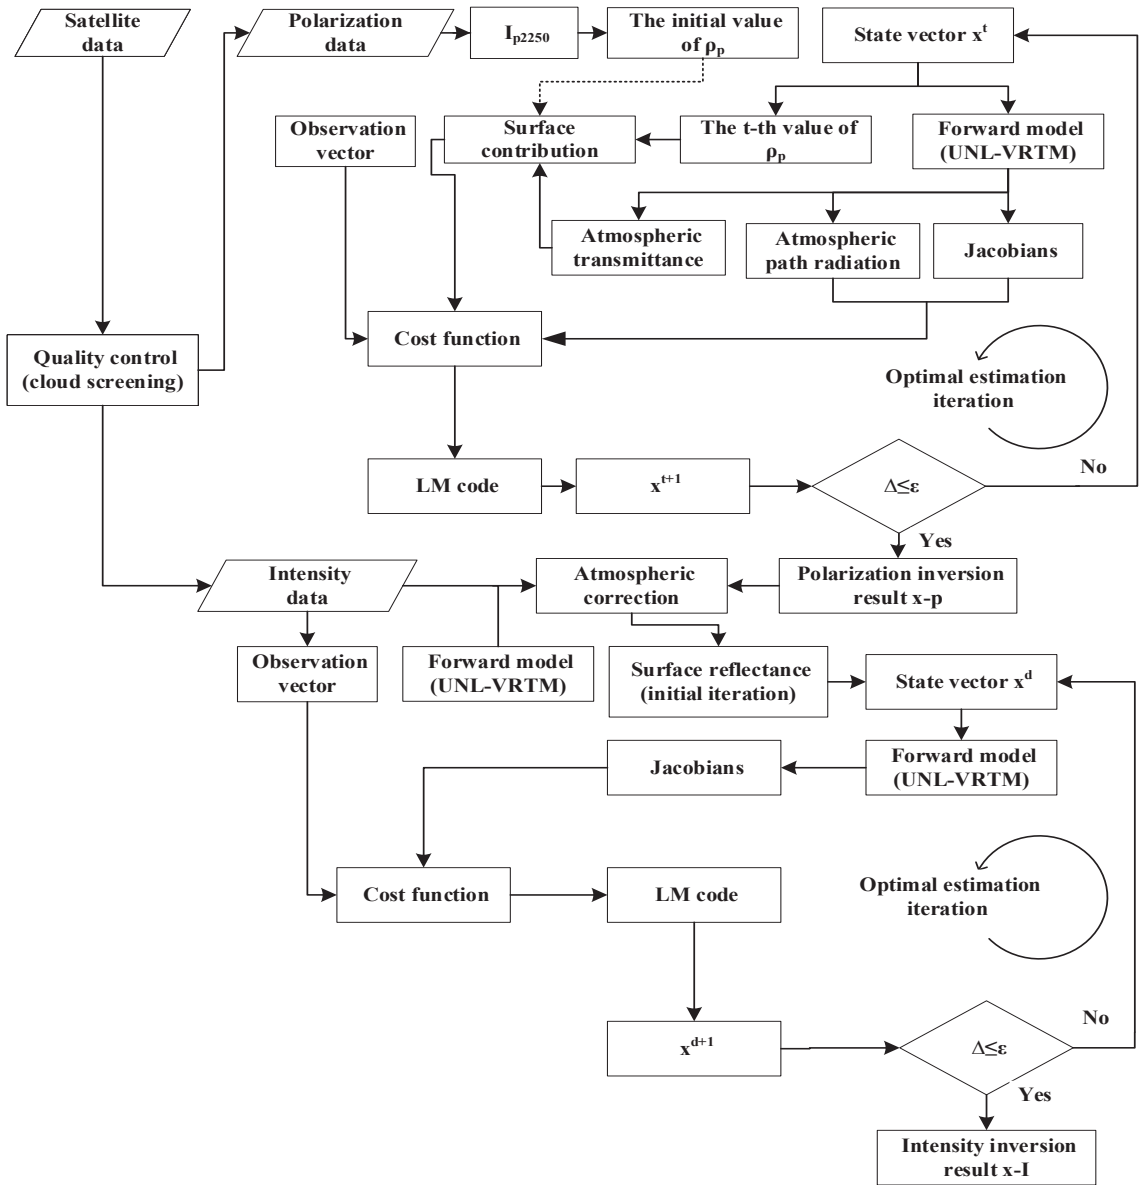 Satellite
data
Polarization
data
Ip2250
The initial value
of ρp
State vector x^t
Observation
vector
Surface
contribution
The t-th value of
ρp
Forward model
(UNL-VRTM)
Atmospheric
transmittance
Atmospheric
path radiation
Jacobians
Quality control
(cloud screening)
Cost function
Optimal estimation
iteration
LM code
x^t+1
Δ≤ε
No
Yes
Intensity
data
Atmospheric
correction
Polarization inversion
result x-p
Observation
vector
Forward model
(UNL-VRTM)
Surface reflectance
(initial iteration)
State vector x^d
Jacobians
Forward model
(UNL-VRTM)
Cost function
LM code
Optimal estimation
iteration
x^d+1
Δ≤ε
No
Yes
Intensity inversion
result x-I